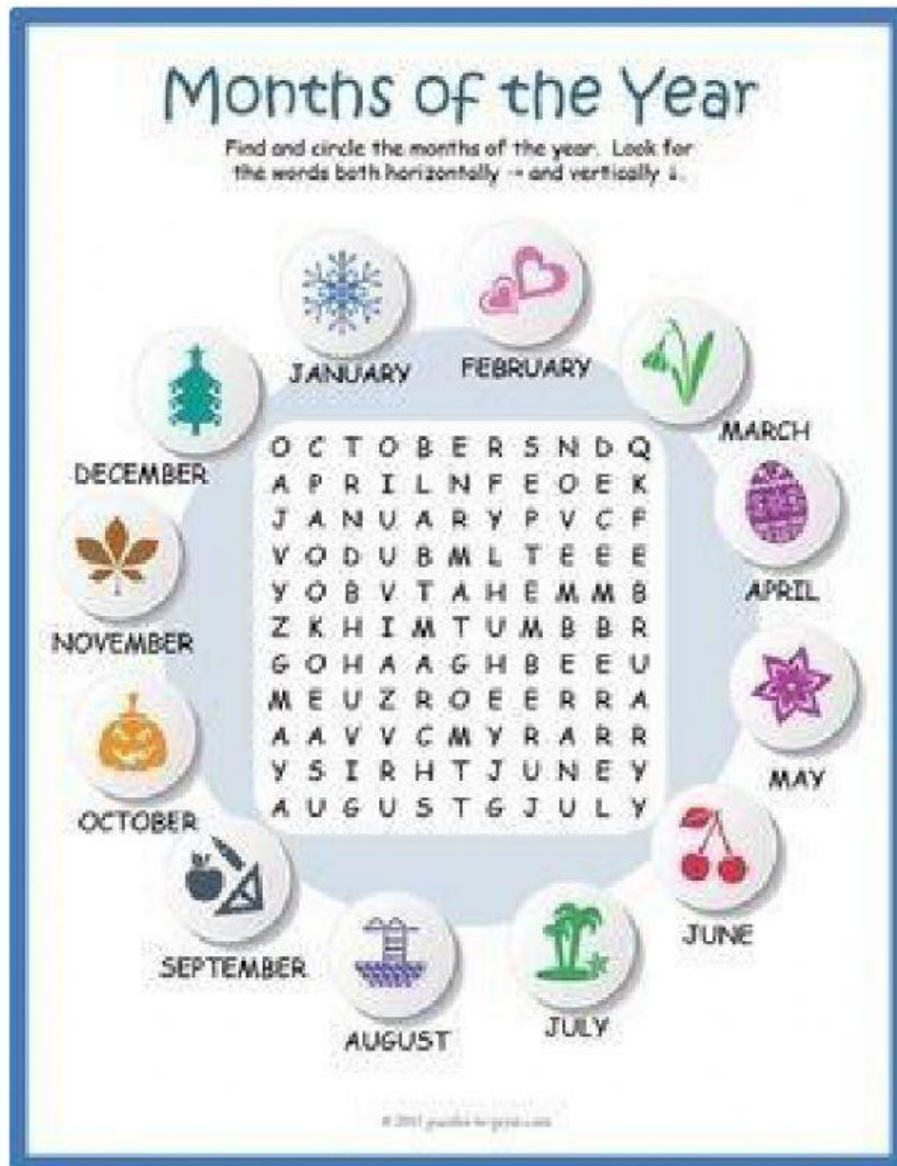 Months of the Year
Find and circle the months of the year. Look for
the words both horizontally → and vertically ↓.
JANUARY
FEBRUARY
MARCH
DECEMBER
APRIL
NOVEMBER
MAY
OCTOBER
JUNE
SEPTEMBER
JULY
AUGUST
O C T O B E R S N D Q
A P R I L N F E O E K
J A N U A R Y P V C F
V O D U B M L T E E E
Y O B V T A H E M M B
Z K H I M T U M B B R
G O H A A G H B E E U
M E U Z R O E E R R A
A A V V C M Y R A R R
Y S I R H T J U N E Y
A U G U S T G J U L Y